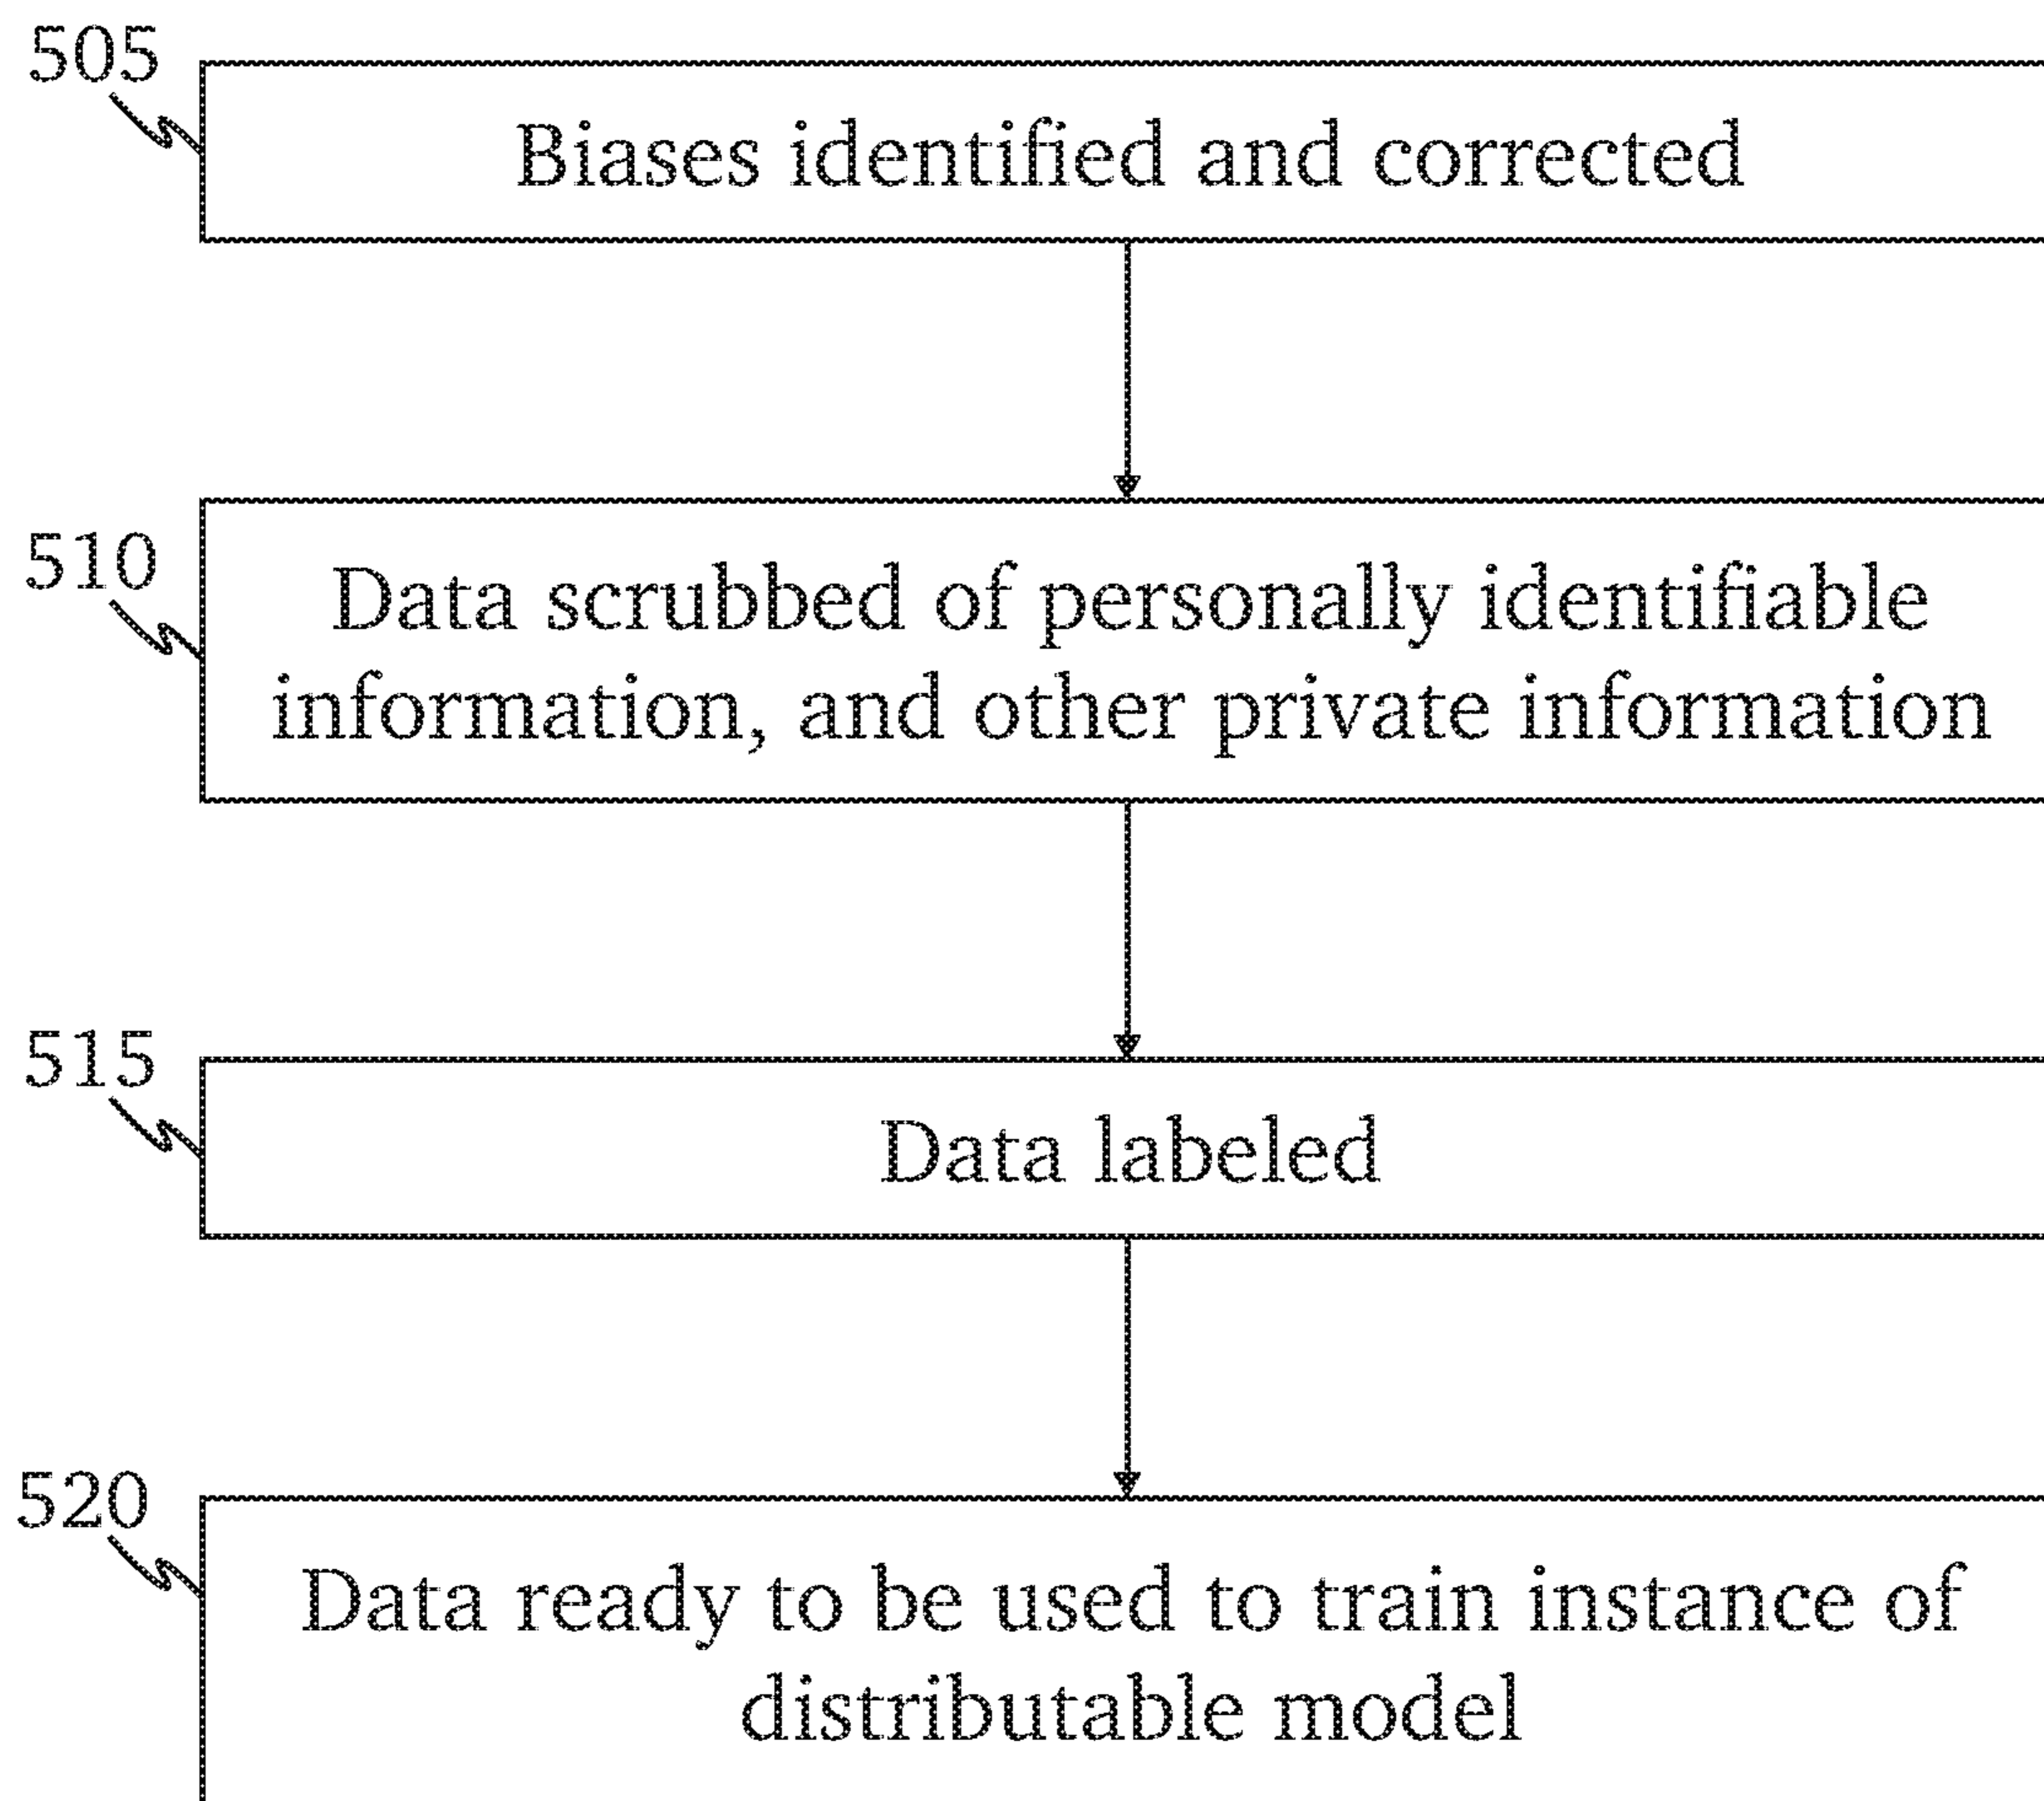 505
Biases identified and corrected
510
Data scrubbed of personally identifiable
information, and other private information
515
Data labeled
520
Data ready to be used to train instance of
distributable model